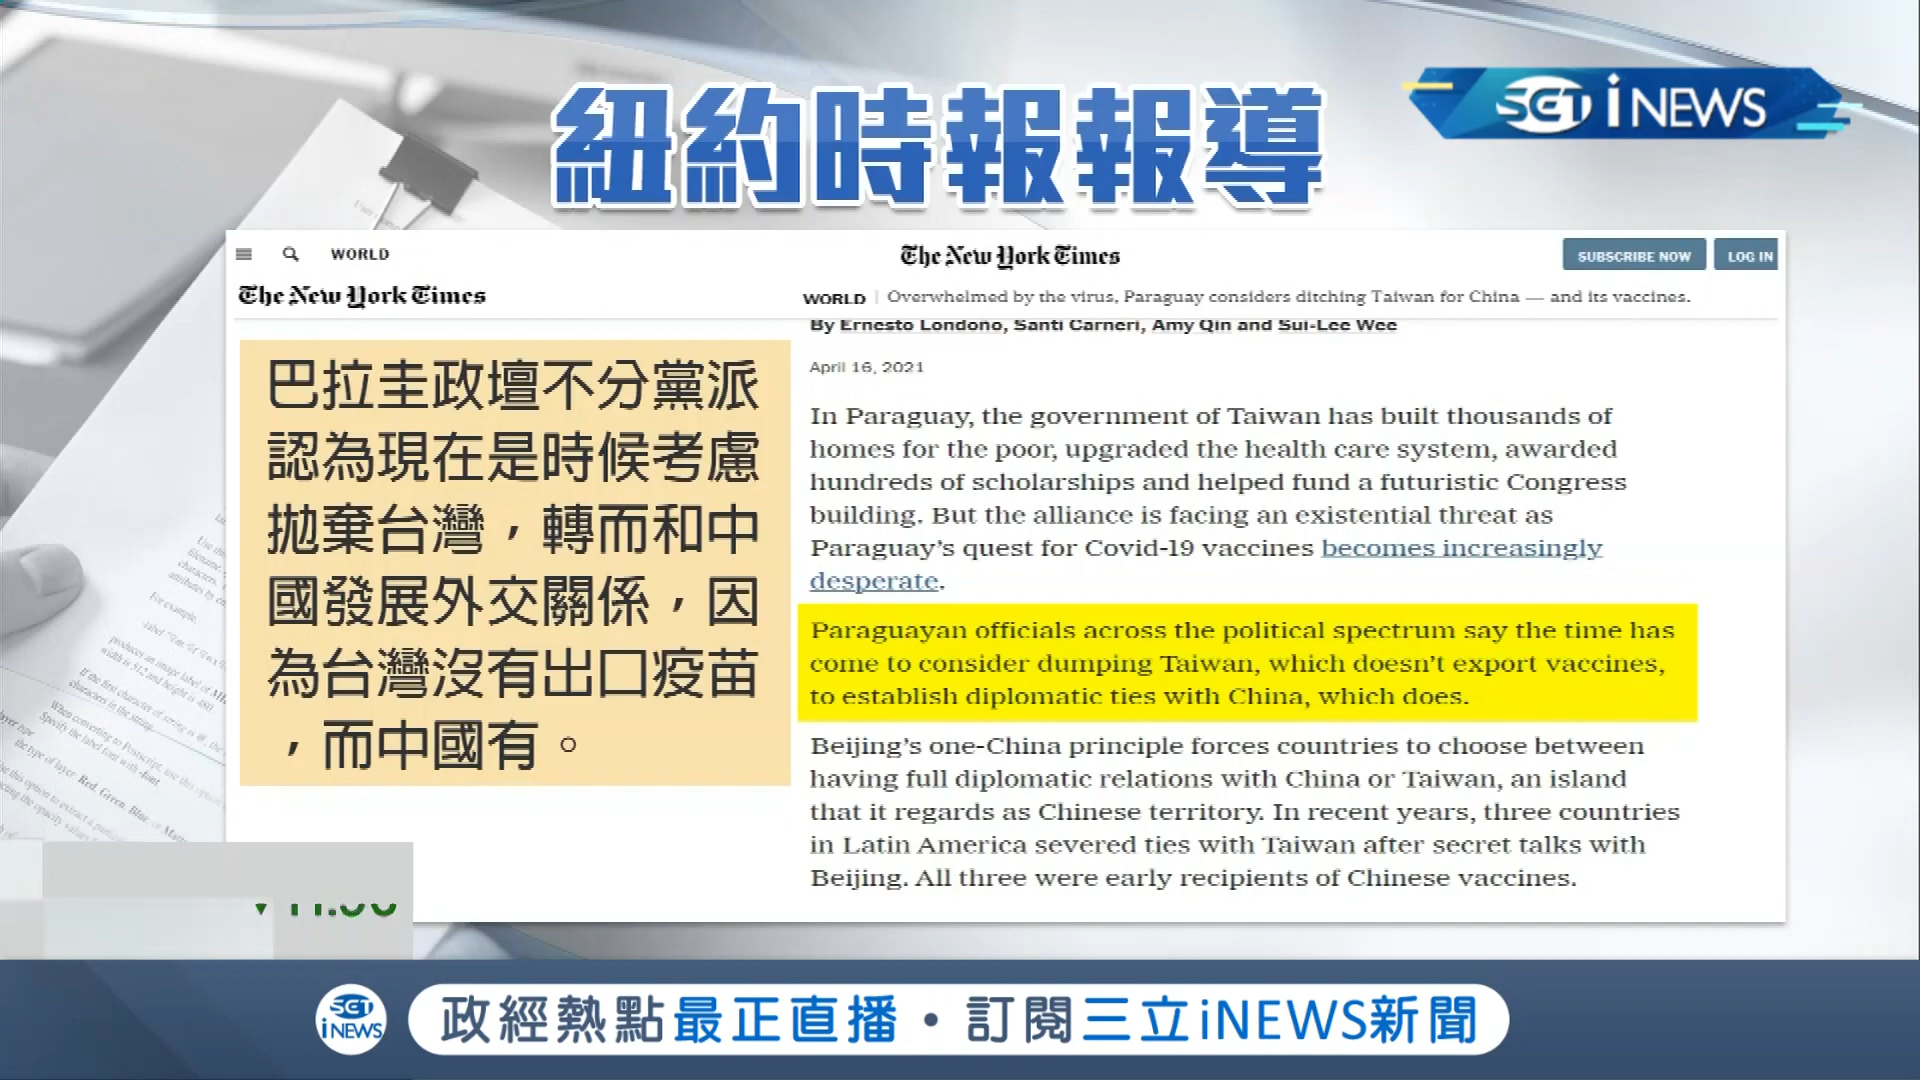 紐約時報報導
SET iNEWS
WORLD
The New York Times
SUBSCRIBE NOW
LOG IN
The New York Times
WORLD | Overwhelmed by the virus, Paraguay considers ditching Taiwan for China — and its vaccines.
By Ernesto Londoño, Santi Carneri, Amy Qin and Sui-Lee Wee
April 16, 2021
巴拉圭政壇不分黨派
認為現在是時候考慮
拋棄台灣，轉而和中
國發展外交關係，因
為台灣沒有出口疫苗
，而中國有。
In Paraguay, the government of Taiwan has built thousands of
homes for the poor, upgraded the health care system, awarded
hundreds of scholarships and helped fund a futuristic Congress
building. But the alliance is facing an existential threat as
Paraguay's quest for Covid-19 vaccines becomes increasingly
desperate.
Paraguayan officials across the political spectrum say the time has
come to consider dumping Taiwan, which doesn't export vaccines,
to establish diplomatic ties with China, which does.
Beijing's one-China principle forces countries to choose between
having full diplomatic relations with China or Taiwan, an island
that it regards as Chinese territory. In recent years, three countries
in Latin America severed ties with Taiwan after secret talks with
Beijing. All three were early recipients of Chinese vaccines.
SET iNEWS
政經熱點最正直播・訂閱三立iNEWS新聞